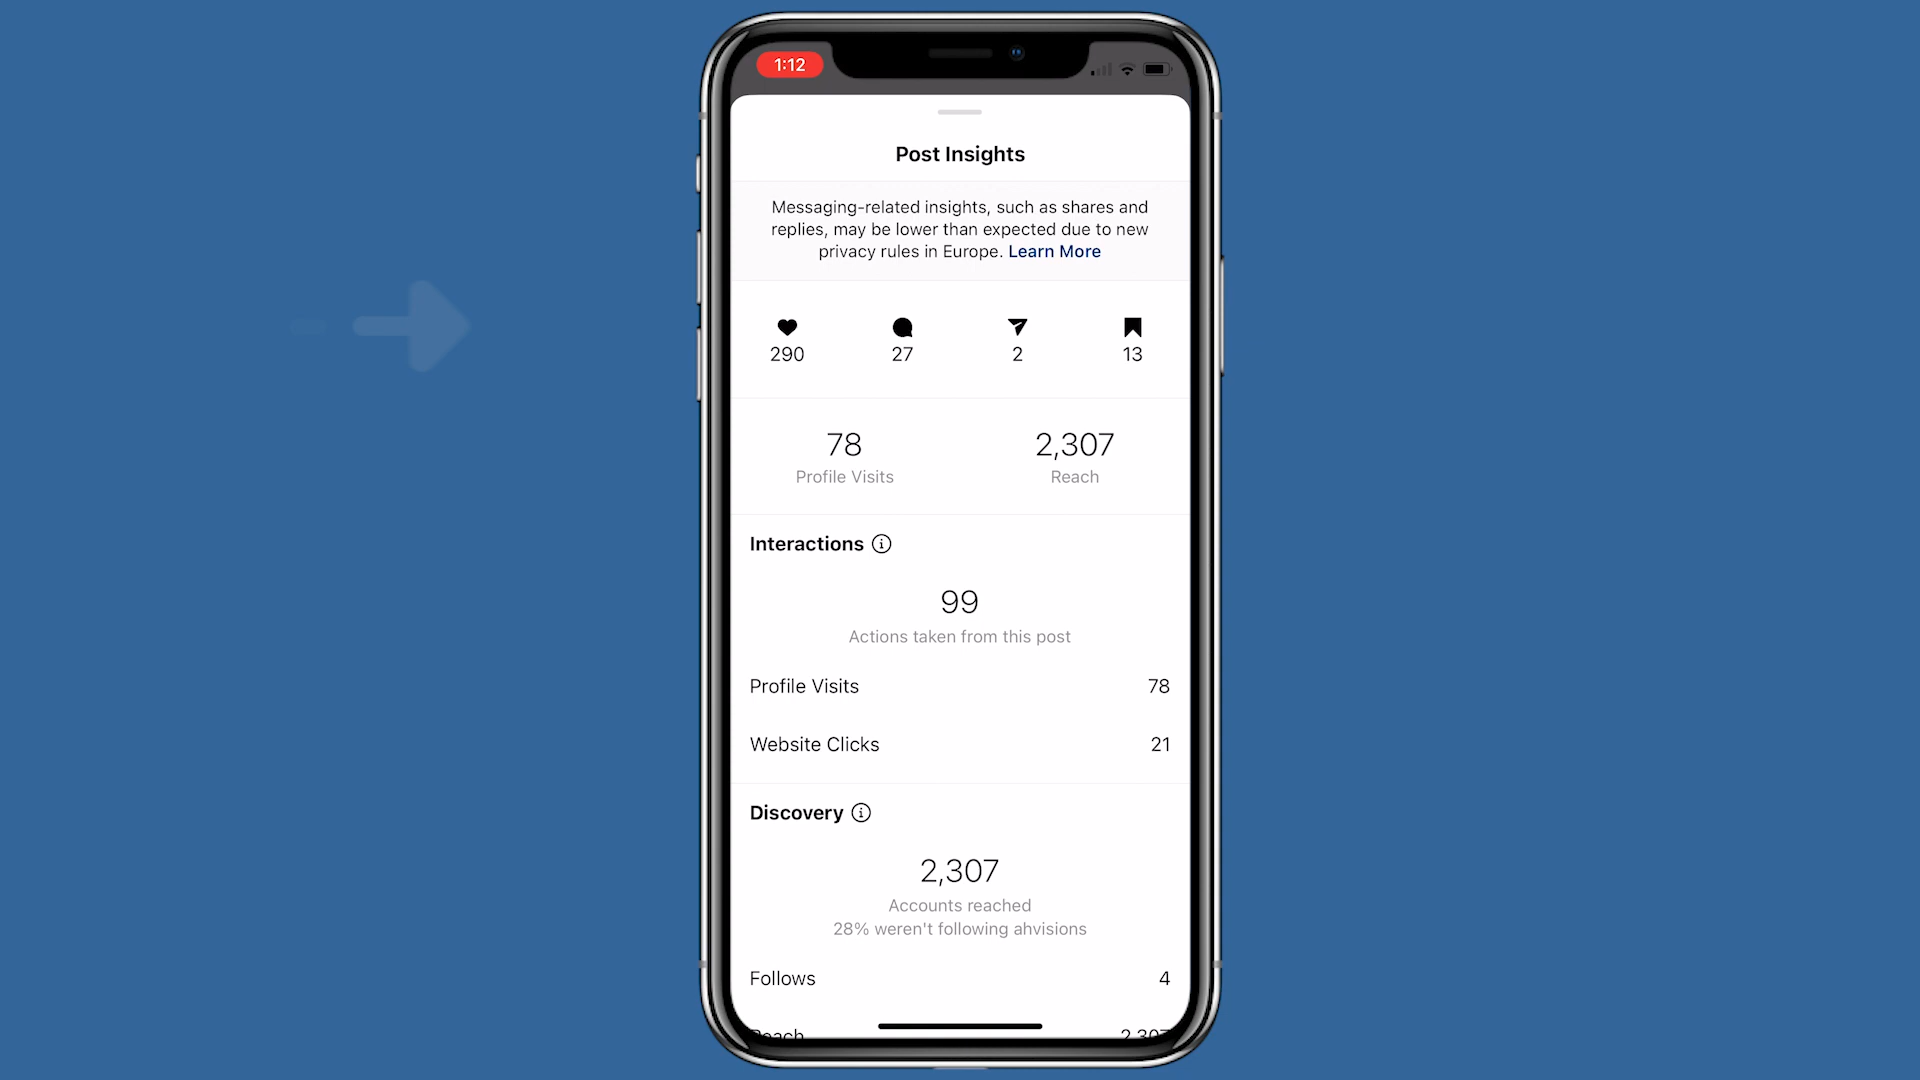 1:12
Post Insights
Messaging-related insights, such as shares and
replies, may be lower than expected due to new
privacy rules in Europe. Learn More
290 27 2 13
78 2,307
Profile Visits Reach
Interactions
99
Actions taken from this post
Profile Visits 78
Website Clicks 21
Discovery
2,307
Accounts reached
28% weren't following ahvisions
Follows 4
Reach 2,307